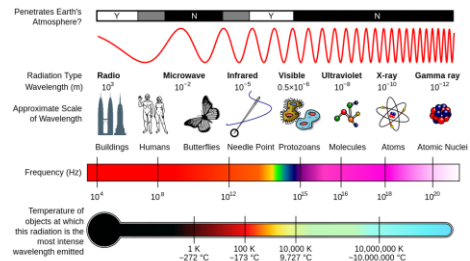 Penetrates Earth's
Atmosphere?
Y N Y N
Radiation Type Radio Microwave Infrared Visible Ultraviolet X-ray Gamma ray
Wavelength (m) 10³ 10⁻² 10⁻⁵ 0.5×10⁻⁶ 10⁻⁸ 10⁻¹⁰ 10⁻¹²
Approximate Scale
of Wavelength
Buildings Humans Butterflies Needle Point Protozoans Molecules Atoms Atomic Nuclei
Frequency (Hz)
10⁴ 10⁸ 10¹² 10¹⁵ 10¹⁶ 10¹⁸ 10²⁰
Temperature of
objects at which
this radiation is the
most intense
wavelength emitted
1 K 100 K 10,000 K 10,000,000 K
−272 °C −173 °C 9,727 °C ~10,000,000 °C